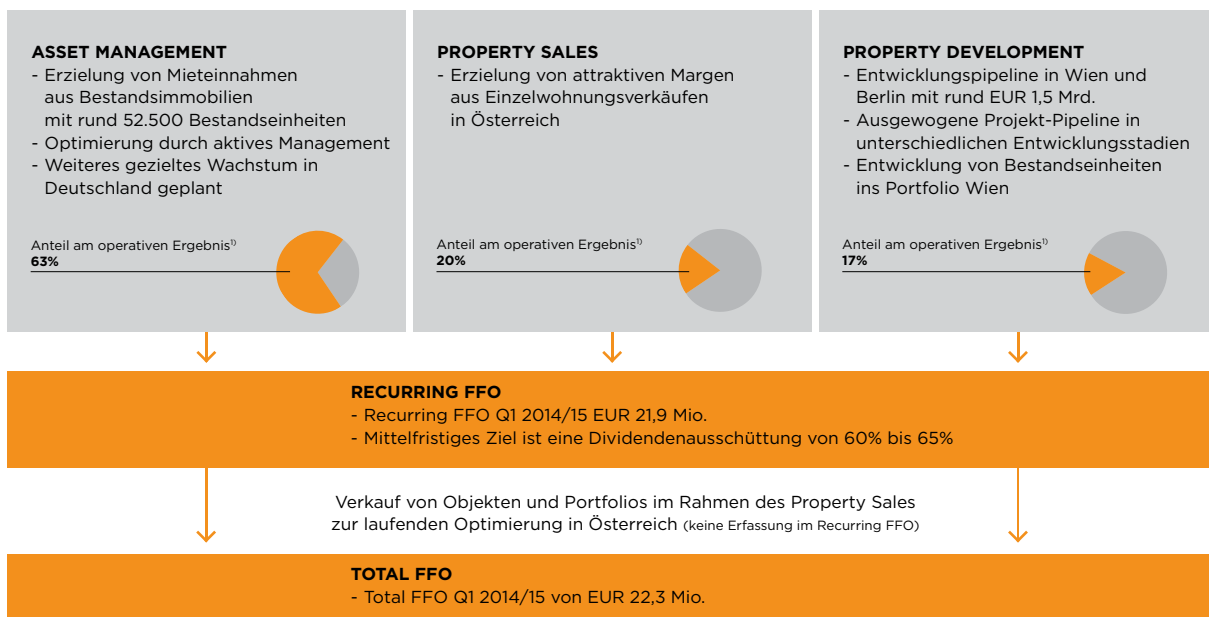 ASSET MANAGEMENT
- Erzielung von Mieteinnahmen
aus Bestandsimmobilien
mit rund 52.500 Bestandseinheiten
- Optimierung durch aktives Management
- Weiteres gezieltes Wachstum in
Deutschland geplant
Anteil am operativen Ergebnis¹⁾
63%
PROPERTY SALES
- Erzielung von attraktiven Margen
aus Einzelwohnungsverkäufen
in Österreich
Anteil am operativen Ergebnis¹⁾
20%
PROPERTY DEVELOPMENT
- Entwicklungspipeline in Wien und
Berlin mit rund EUR 1,5 Mrd.
- Ausgewogene Projekt-Pipeline in
unterschiedlichen Entwicklungsstadien
- Entwicklung von Bestandseinheiten
ins Portfolio Wien
Anteil am operativen Ergebnis¹⁾
17%
RECURRING FFO
- Recurring FFO Q1 2014/15 EUR 21,9 Mio.
- Mittelfristiges Ziel ist eine Dividendenausschüttung von 60% bis 65%
Verkauf von Objekten und Portfolios im Rahmen des Property Sales
zur laufenden Optimierung in Österreich (keine Erfassung im Recurring FFO)
TOTAL FFO
- Total FFO Q1 2014/15 von EUR 22,3 Mio.